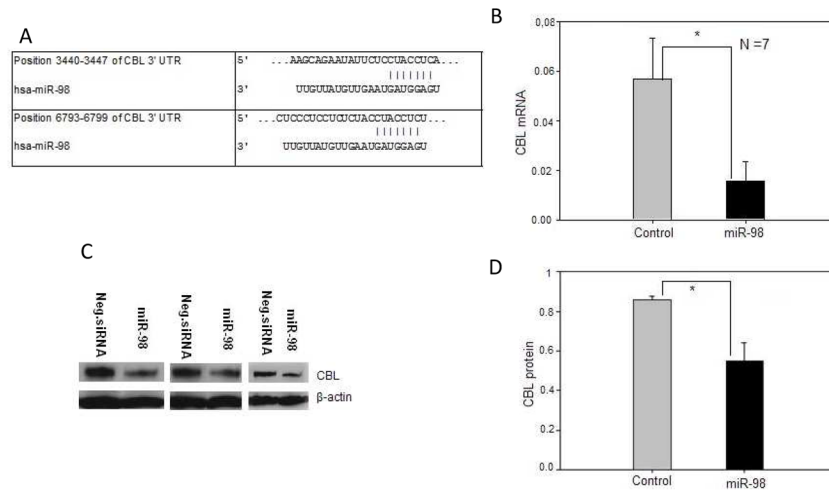 A
Position 3440-3447 of CBL 3' UTR 5' ...AAGCAGAAUAUUCUCCUACCUCA...
hsa-miR-98 3' UUGUUAUGUUGAAUGAUGGAGU
Position 6793-6799 of CBL 3' UTR 5' ...CUCCCUCCUCUCUACCUACCUCU...
hsa-miR-98 3' UUGUUAUGUUGAAUGAUGGAGU
B
0,08
0.06
0.04
0.02
0.00
CBL mRNA
*
N =7
Control
miR-98
C
Neg.siRNA
miR-98
Neg.siRNA
miR-98
Neg.siRNA
miR-98
CBL
β-actin
D
1
0.8
0.6
0.4
0.2
0.0
CBL protein
*
Control
miR-98